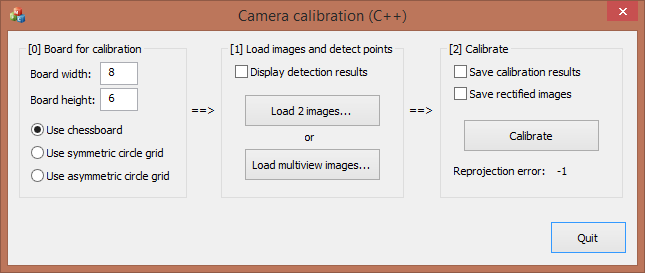 Camera calibration (C++)
[0] Board for calibration
Board width: 8
Board height: 6
Use chessboard
Use symmetric circle grid
Use asymmetric circle grid
==>
[1] Load images and detect points
Display detection results
Load 2 images...
or
Load multiview images...
==>
[2] Calibrate
Save calibration results
Save rectified images
Calibrate
Reprojection error: -1
Quit